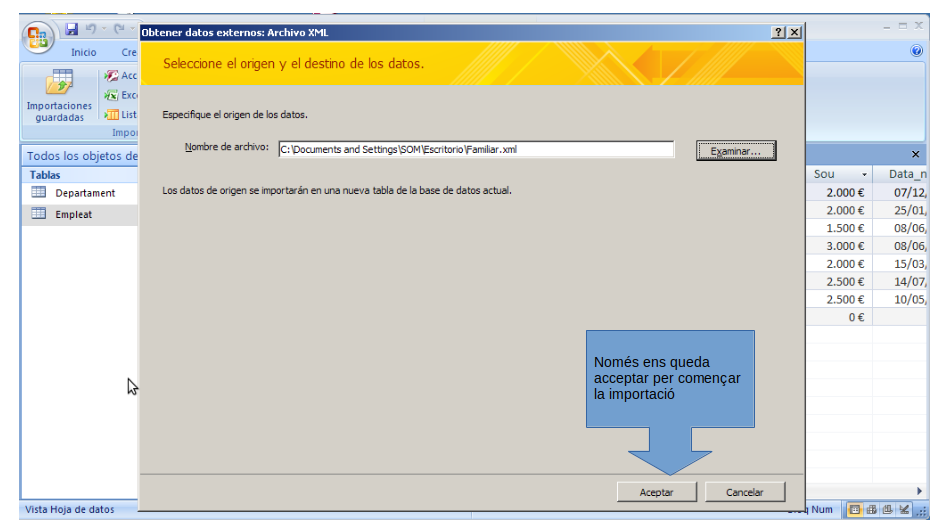 Obtener datos externos: Archivo XML
Inicio
Cre
Seleccione el origen y el destino de los datos.
Importaciones
guardadas
Acc
Exc
List
Impo
Especifique el origen de los datos.
Nombre de archivo:
C:\Documents and Settings\SOM\Escritorio\Familiar.xml
Examinar...
Los datos de origen se importarán en una nueva tabla de la base de datos actual.
Todos los objetos de
Tablas
Departament
Empleat
Sou
Data_n
2.000 €
07/12,
2.000 €
25/01,
1.500 €
08/06,
3.000 €
08/06,
2.000 €
15/03,
2.500 €
14/07,
2.500 €
10/05,
0 €
Només ens queda
acceptar per començar
la importació
Aceptar
Cancelar
Vista Hoja de datos
Num